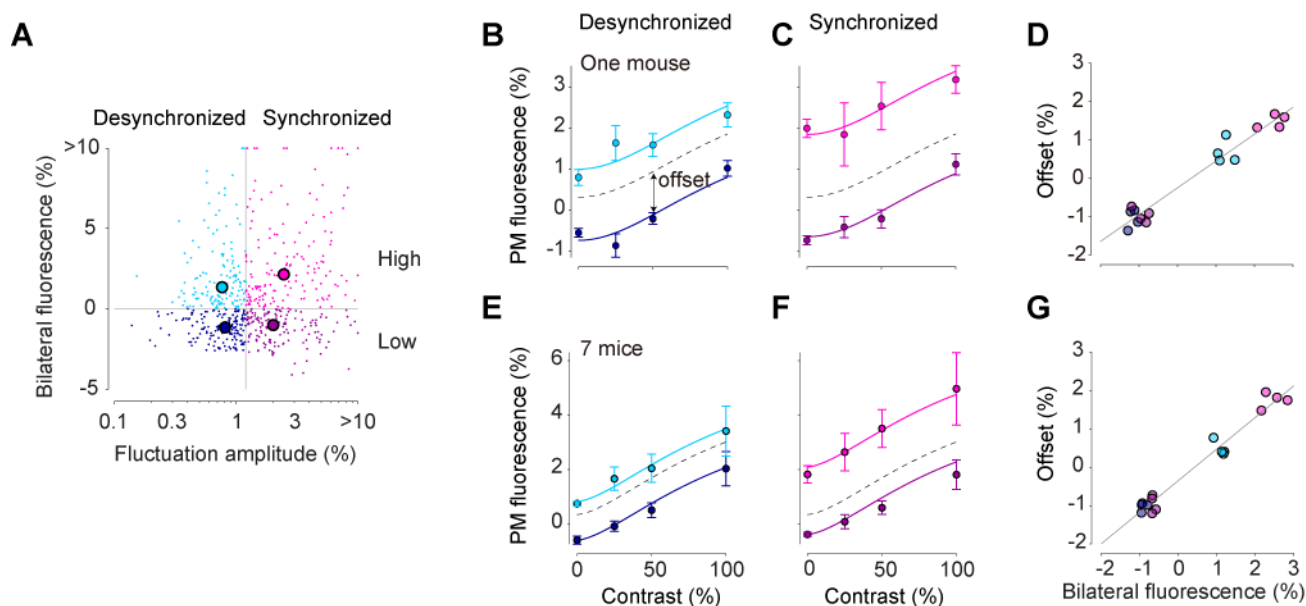 A
Desynchronized Synchronized
Bilateral fluorescence (%)
>10
5
0
-5
High
Low
0.1 0.3 1 3 >10
Fluctuation amplitude (%)
B
Desynchronized
One mouse
PM fluorescence (%)
3
2
1
0
-1
offset
C
Synchronized
D
Offset (%)
3
2
1
0
-1
-2
E
7 mice
PM fluorescence (%)
6
4
2
0
0 50 100
Contrast (%)
F
0 50 100
Contrast (%)
G
Offset (%)
3
2
1
0
-1
-2
-2 -1 0 1 2 3
Bilateral fluorescence (%)